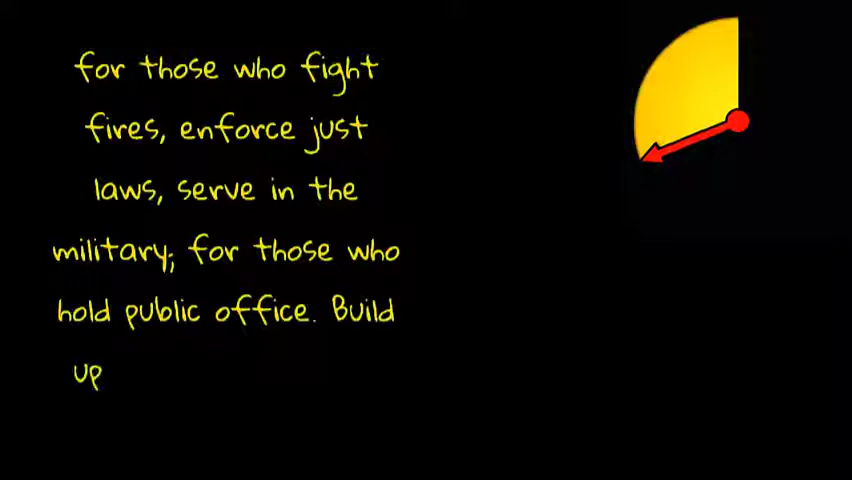 for those who fight
fires, enforce just
laws, serve in the
military; for those who
hold public office. Build
up